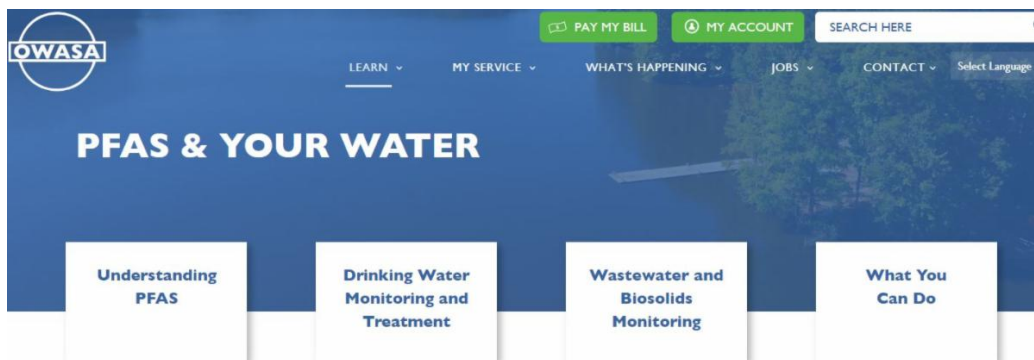 OWASA
PAY MY BILL
MY ACCOUNT
SEARCH HERE
LEARN
MY SERVICE
WHAT'S HAPPENING
JOBS
CONTACT
Select Language
PFAS & YOUR WATER
Understanding
PFAS
Drinking Water
Monitoring and
Treatment
Wastewater and
Biosolids
Monitoring
What You
Can Do